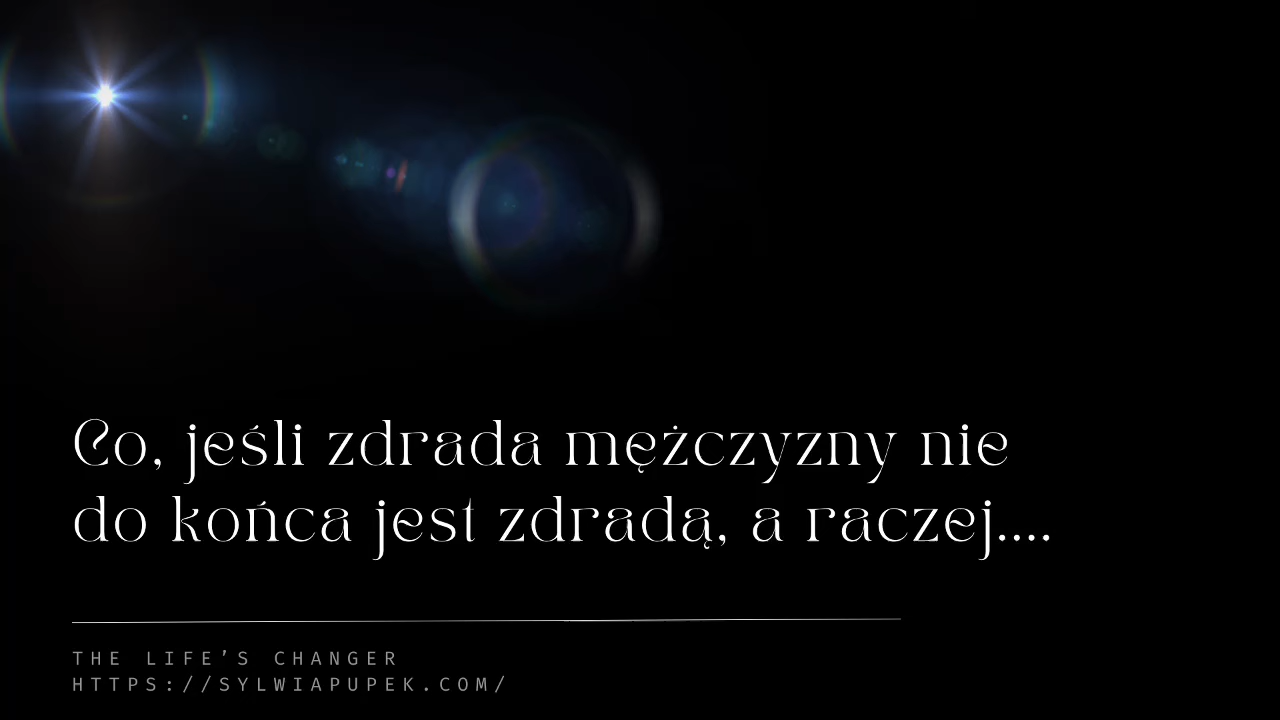 Co, jeśli zdrada mężczyzny nie
do końca jest zdradą, a raczej....
THE LIFE’S CHANGER
HTTPS://SYLWIAPUPEK.COM/